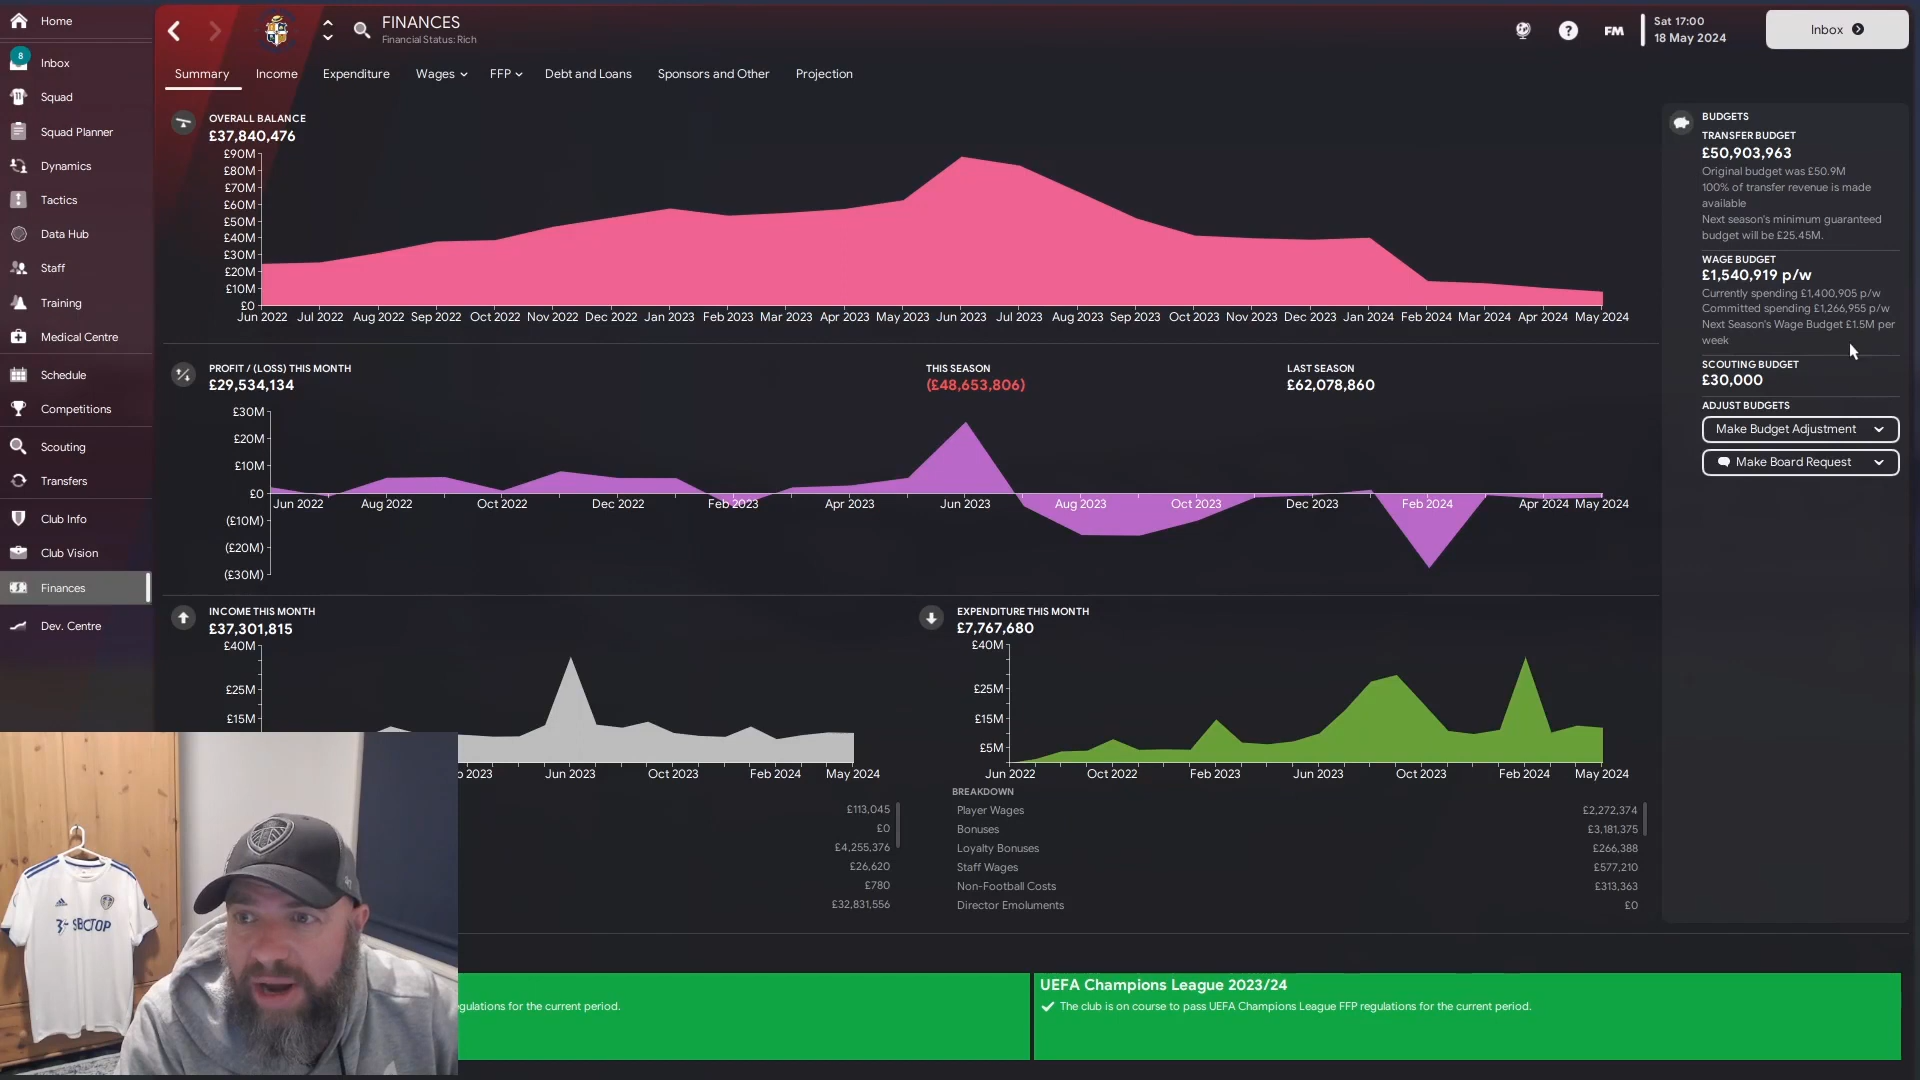 Home
Inbox
8
Squad
Squad Planner
Dynamics
Tactics
Data Hub
Staff
Training
Medical Centre
Schedule
Competitions
Scouting
Transfers
Club Info
Club Vision
Finances
Dev. Centre
FINANCES
Financial Status: Rich
?
FM
Sat 17:00
18 May 2024
Inbox
Summary Income Expenditure Wages FFP Debt and Loans Sponsors and Other Projection
OVERALL BALANCE
£37,840,476
£90M
£80M
£70M
£60M
£50M
£40M
£30M
£20M
£10M
£0
Jun 2022 Jul 2022 Aug 2022 Sep 2022 Oct 2022 Nov 2022 Dec 2022 Jan 2023 Feb 2023 Mar 2023 Apr 2023 May 2023 Jun 2023 Jul 2023 Aug 2023 Sep 2023 Oct 2023 Nov 2023 Dec 2023 Jan 2024 Feb 2024 Mar 2024 Apr 2024 May 2024
PROFIT / (LOSS) THIS MONTH
£29,534,134
THIS SEASON
(£48,653,806)
LAST SEASON
£62,078,860
£30M
£20M
£10M
£0
(£10M)
(£20M)
(£30M)
Jun 2022 Aug 2022 Oct 2022 Dec 2022 Feb 2023 Apr 2023 Jun 2023 Aug 2023 Oct 2023 Dec 2023 Feb 2024 Apr 2024 May 2024
INCOME THIS MONTH
£37,301,815
£40M
£25M
£15M
b 2023 Jun 2023 Oct 2023 Feb 2024 May 2024
£113,045
£0
£4,255,376
£26,620
£780
£32,831,556
EXPENDITURE THIS MONTH
£7,767,680
£40M
£25M
£15M
£5M
Jun 2022 Oct 2022 Feb 2023 Jun 2023 Oct 2023 Feb 2024 May 2024
BREAKDOWN
Player Wages £2,272,374
Bonuses £3,181,375
Loyalty Bonuses £266,388
Staff Wages £577,210
Non-Football Costs £313,363
Director Emoluments £0
gulations for the current period.
UEFA Champions League 2023/24
The club is on course to pass UEFA Champions League FFP regulations for the current period.
BUDGETS
TRANSFER BUDGET
£50,903,963
Original budget was £50.9M
100% of transfer revenue is made
available
Next season's minimum guaranteed
budget will be £25.45M.
WAGE BUDGET
£1,540,919 p/w
Currently spending £1,400,905 p/w
Committed spending £1,266,955 p/w
Next Season's Wage Budget £1.5M per
week
SCOUTING BUDGET
£30,000
ADJUST BUDGETS
Make Budget Adjustment
Make Board Request
SBOTOP